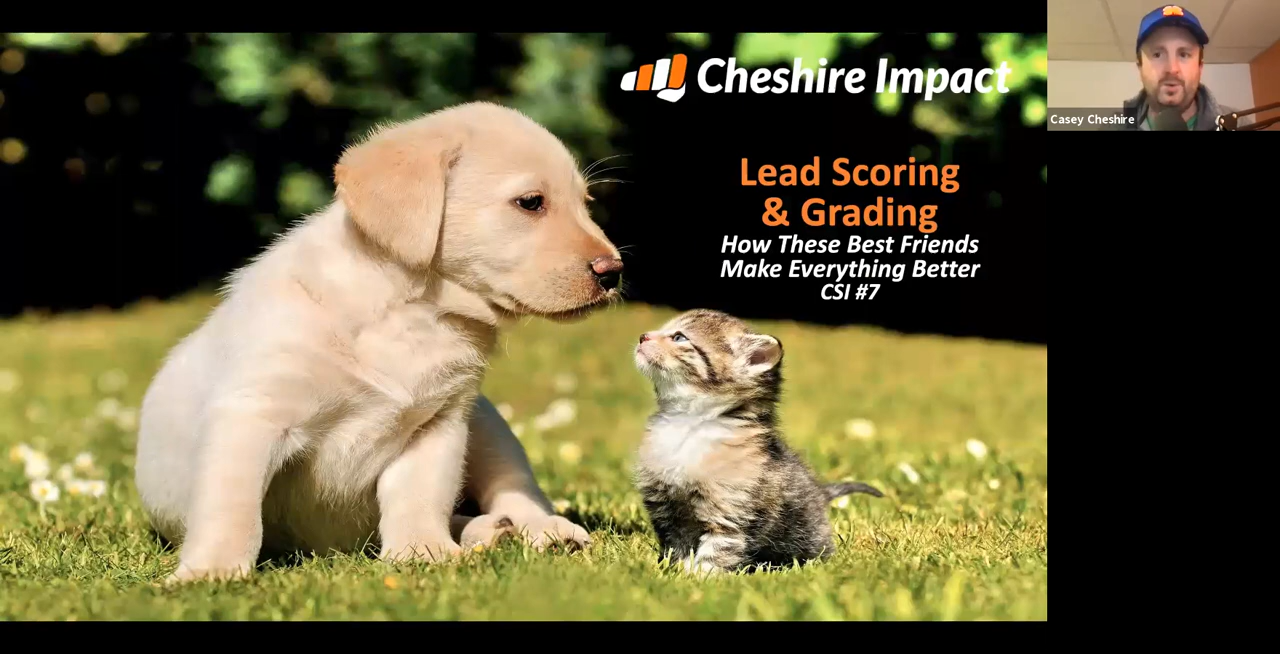 Cheshire Impact
Lead Scoring
& Grading
How These Best Friends
Make Everything Better
CSI #7
Casey Cheshire